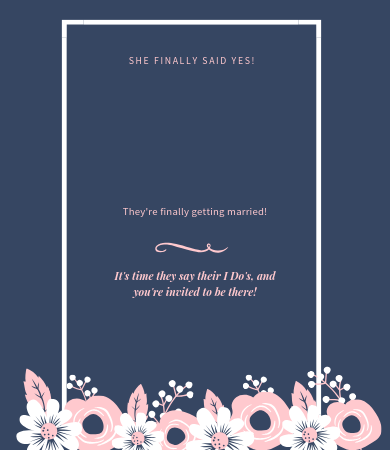 SHE FINALLY SAID YES!
They're finally getting married!
It's time they say their I Do's, and
you're invited to be there!